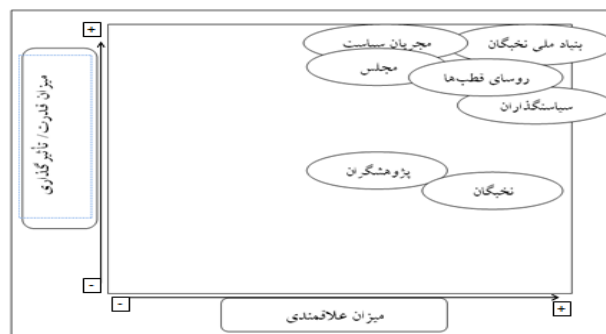 +
مجریان سیاست
بنیاد ملی نخبگان
مجلس
روسای قطب‌ها
سیاستگذاران
میزان قدرت/ تأثیرگذاری
پژوهشگران
نخبگان
-
-
+
میزان علاقمندی